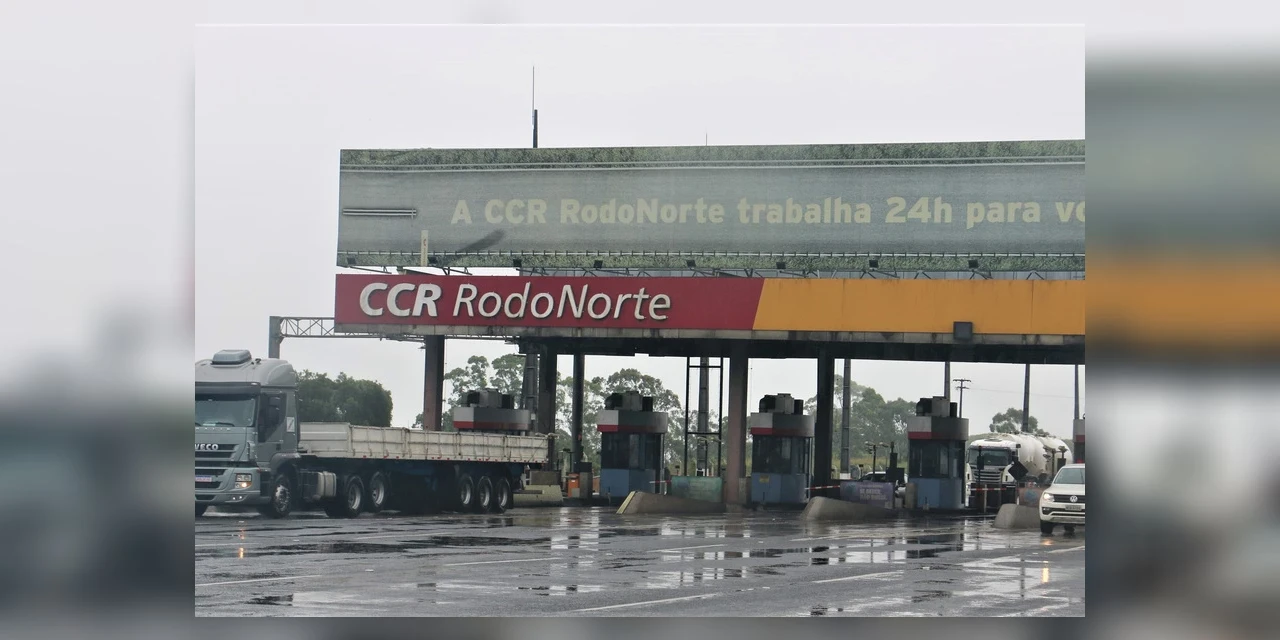 A CCR RodoNorte trabalha 24h para vo
CCR RodoNorte
IVECO